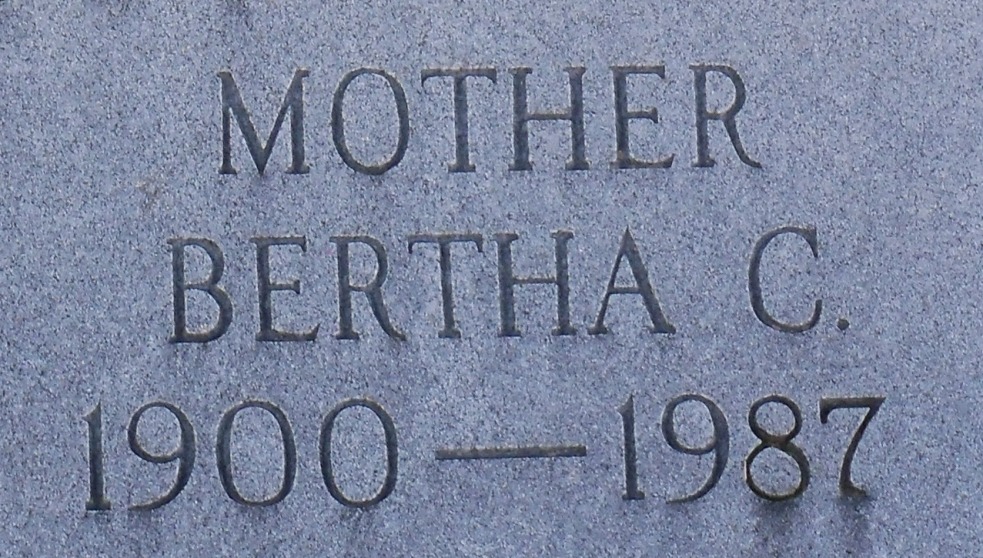 MOTHER
BERTHA C.
1900 — 1987